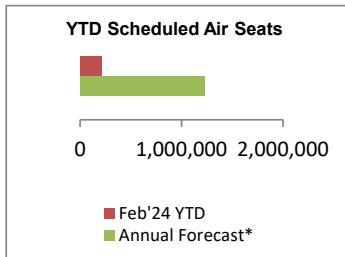 YTD Scheduled Air Seats
0 1,000,000 2,000,000
Feb'24 YTD
Annual Forecast*